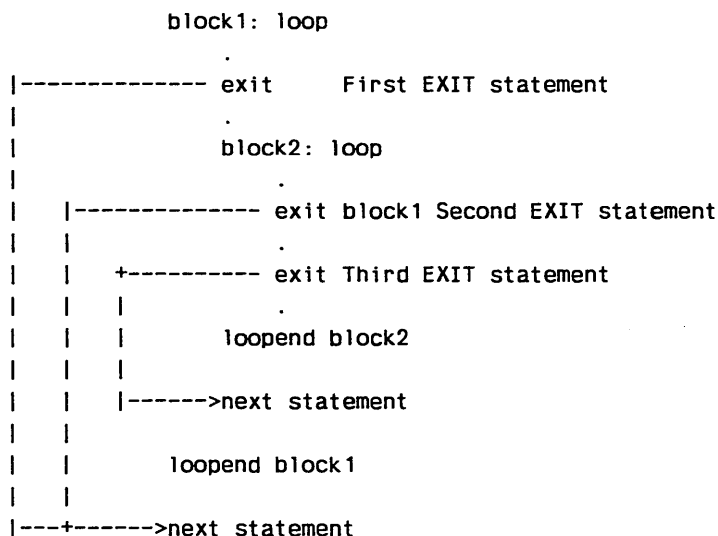 block1: loop
.
|-------------- exit First EXIT statement
| .
| block2: loop
| .
| |-------------- exit block1 Second EXIT statement
| | .
| | +---------- exit Third EXIT statement
| | | .
| | | loopend block2
| | |
| | |------>next statement
| |
| | loopend block1
| |
|---+------>next statement